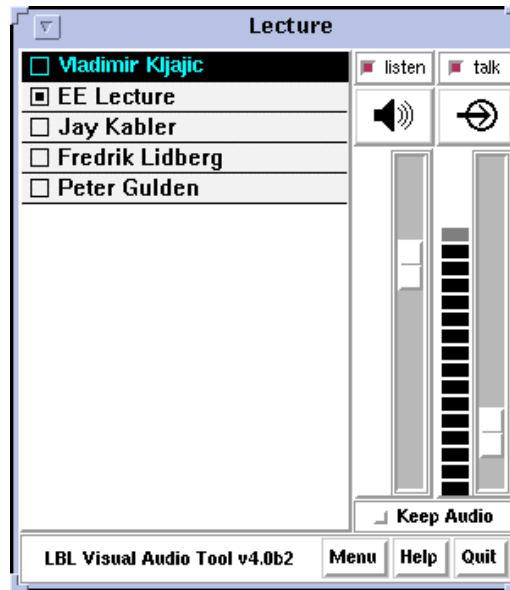 Lecture
Vladimir Kljajic
EE Lecture
Jay Kabler
Fredrik Lidberg
Peter Gulden
listen talk
Keep Audio
LBL Visual Audio Tool v4.0b2 Menu Help Quit